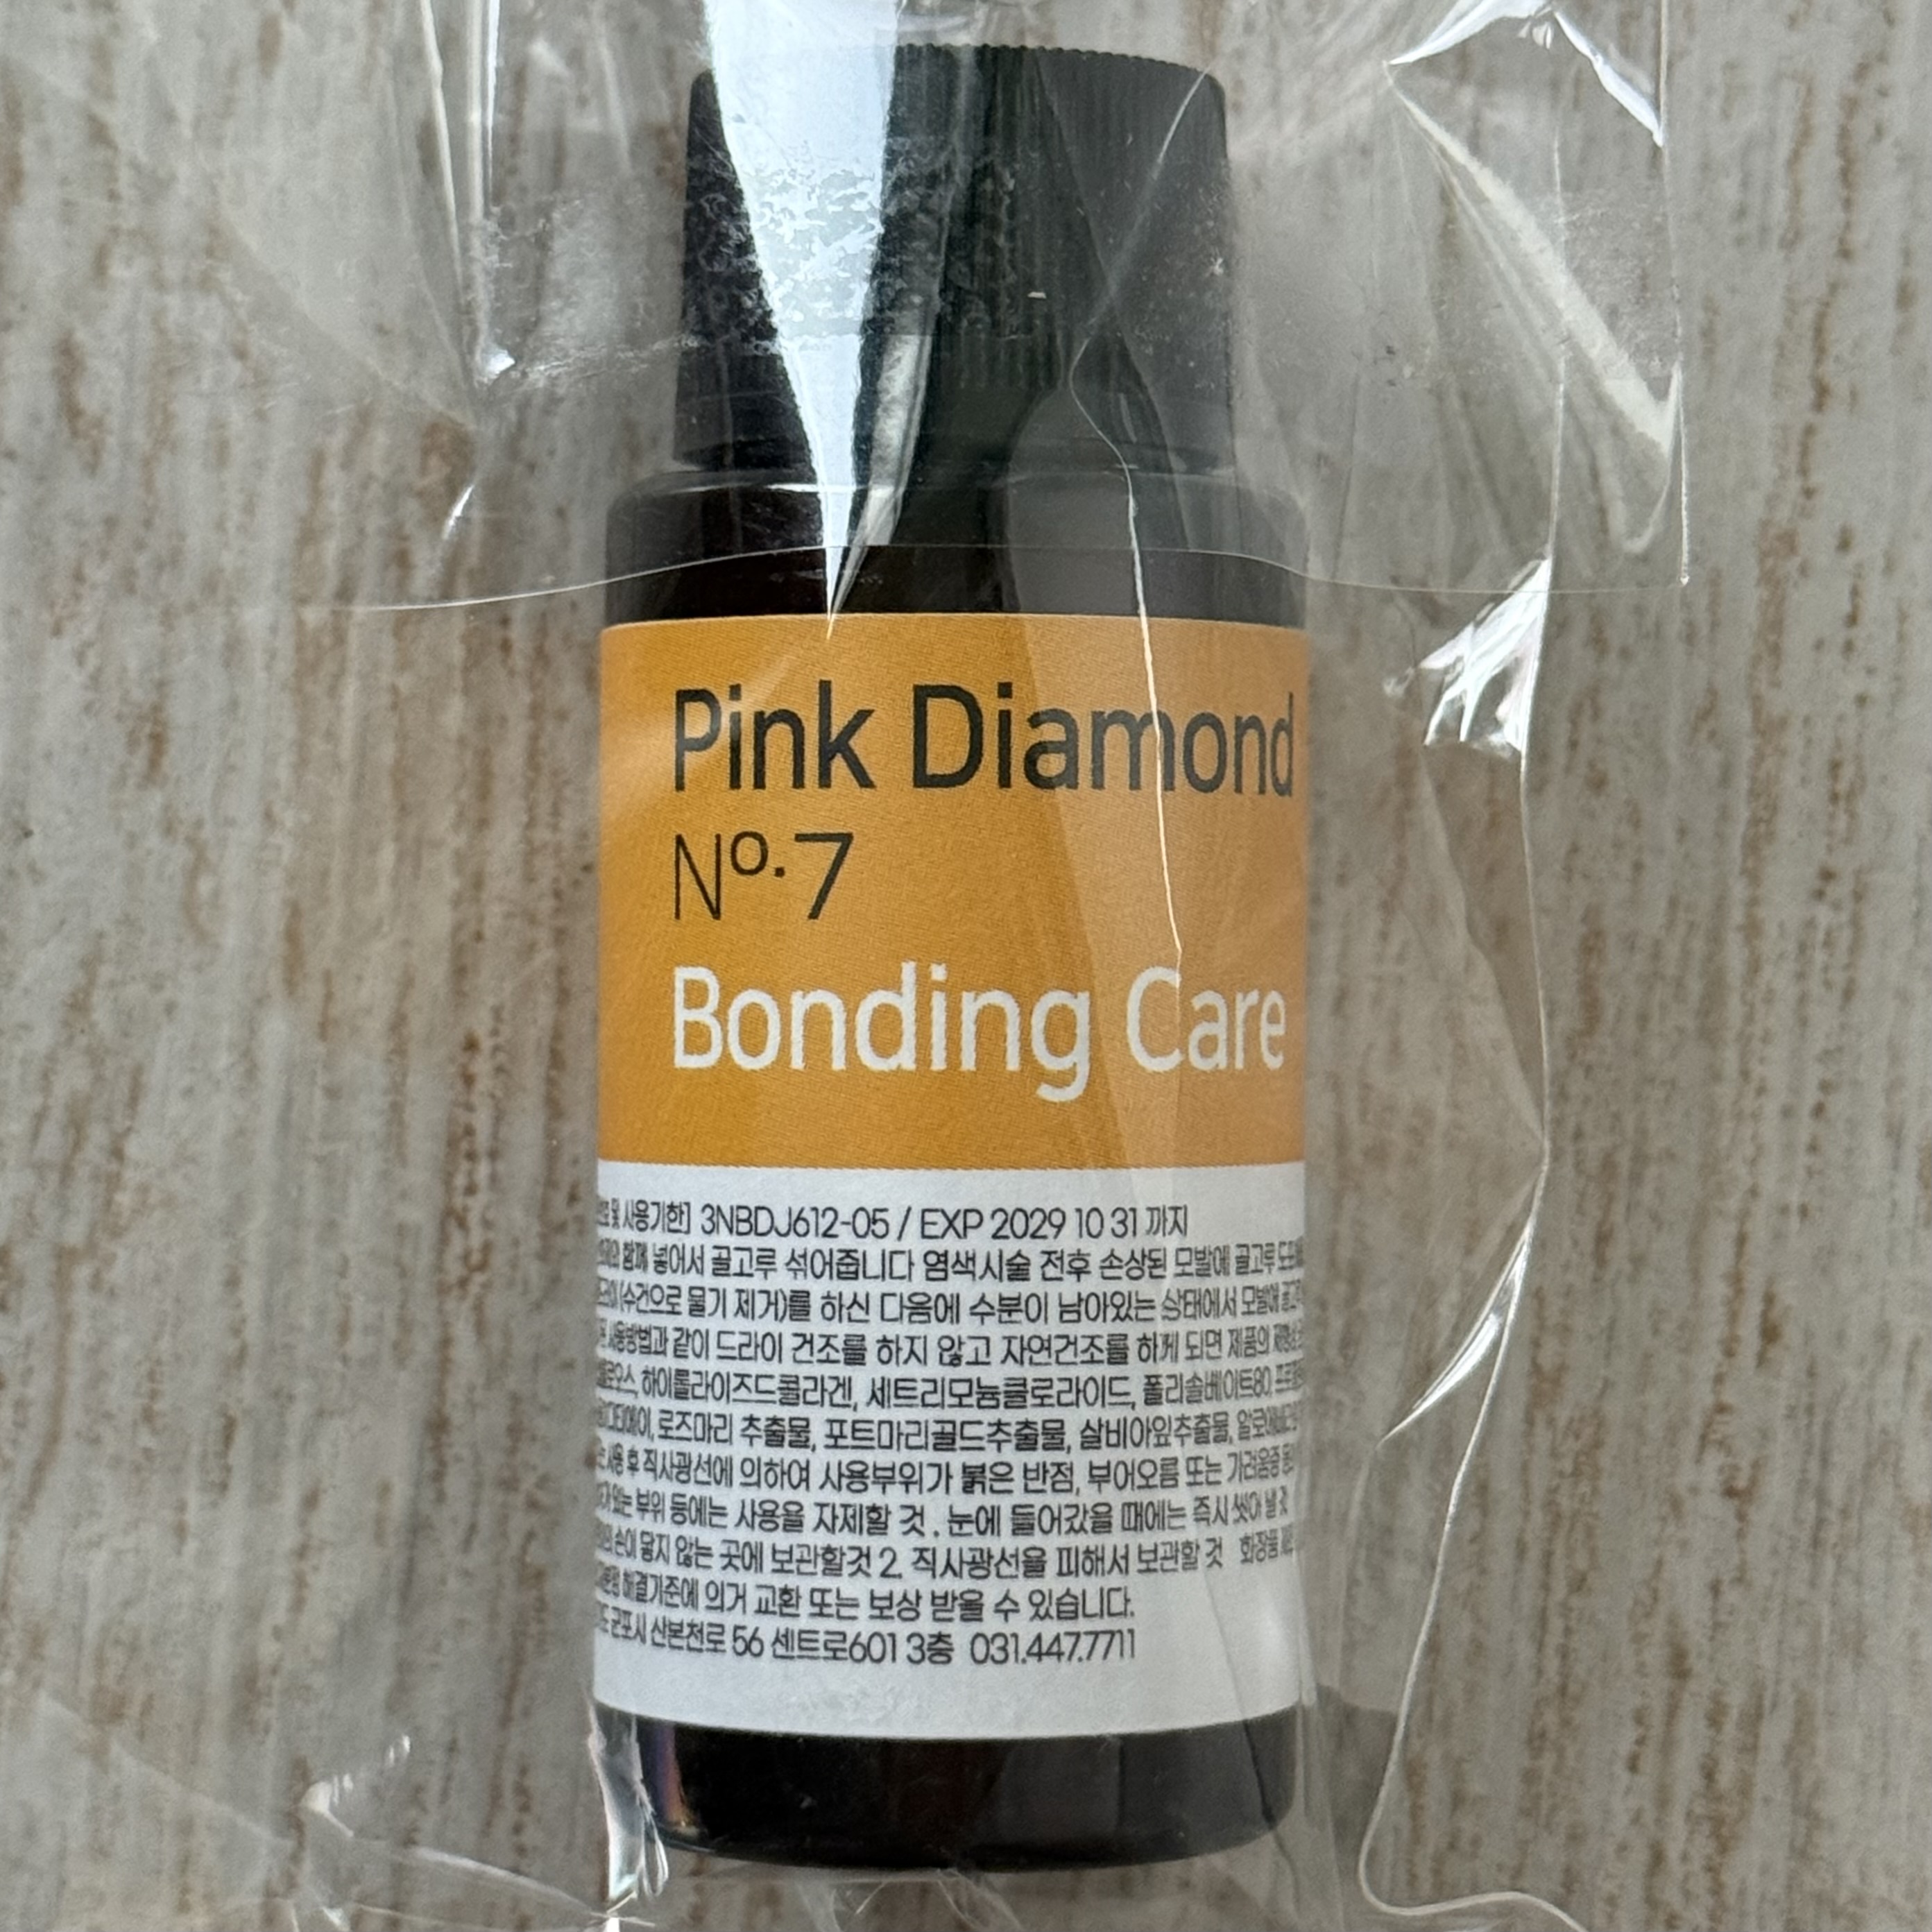 Pink Diamond
Nº.7
Bonding Care
및 사용기한] 3NBDJ612-05 / EXP 2029 10 31 까지
함께 넣어서 골고루 섞어줍니다 염색시술 전후 손상된 모발에 골고루
(수건으로 물기 제거)를 하신 다음에 수분이 남아있는 상태에서 모발에
사용방법과 같이 드라이 건조를 하지 않고 자연건조를 하게 되면 제품의
하이롤라이즈드콜라겐, 세트리모늄클로라이드, 폴리솔베이트80,
로즈마리 추출물, 포트마리골드추출물, 살비아잎추출물,
사용 후 직사광선에 의하여 사용부위가 붉은 반점, 부어오름 또는 가려움증
있는 부위 등에는 사용을 자제할 것 . 눈에 들어갔을 때에는 즉시 씻어 낼 것
손이 닿지 않는 곳에 보관할것 2. 직사광선을 피해서 보관할 것 화장품
해결기준에 의거 교환 또는 보상 받을 수 있습니다.
군포시 산본천로 56 센트로601 3층 031.447.7711